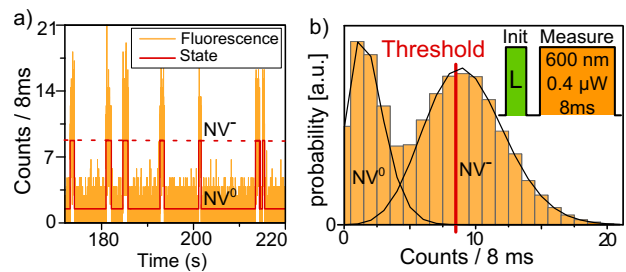 a)
Fluorescence
State
Counts / 8ms
21
14
7
0
NV⁻
NV⁰
180
200
220
Time (s)
b)
Threshold
Init
Measure
L
600 nm
0.4 µW
8ms
probability [a.u.]
NV⁰
NV⁻
0
0
10
20
Counts / 8 ms